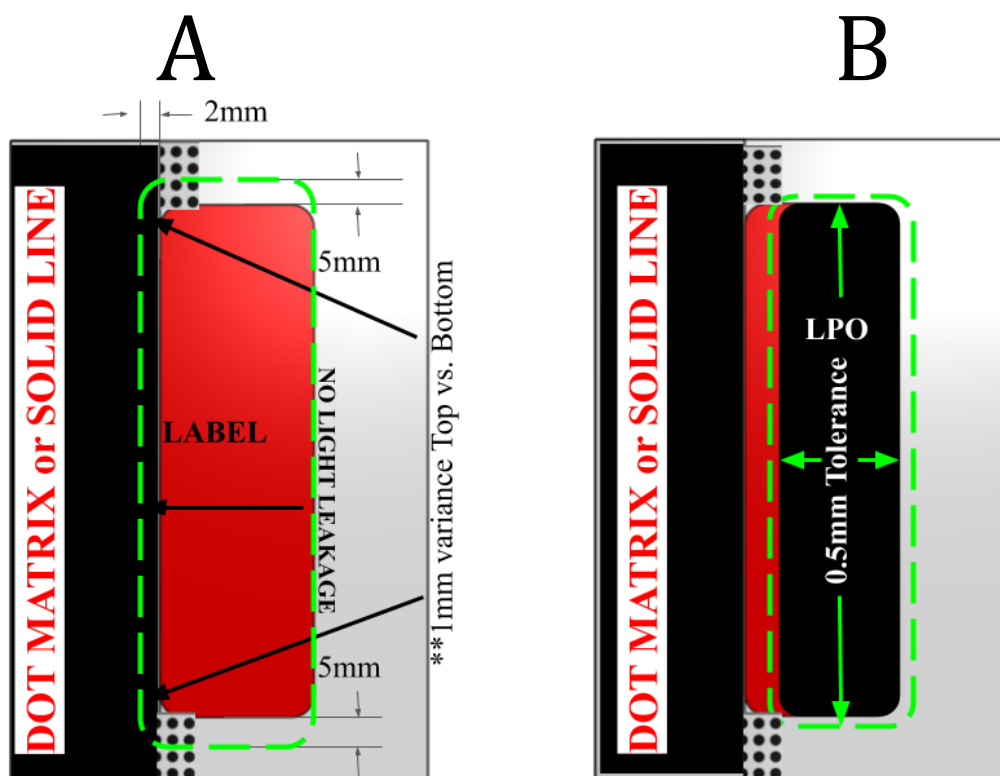 A
B
2mm
5mm
DOT MATRIX or SOLID LINE
LABEL
NO LIGHT LEAKAGE
**1mm variance Top vs. Bottom
5mm
DOT MATRIX or SOLID LINE
LPO
0.5mm Tolerance